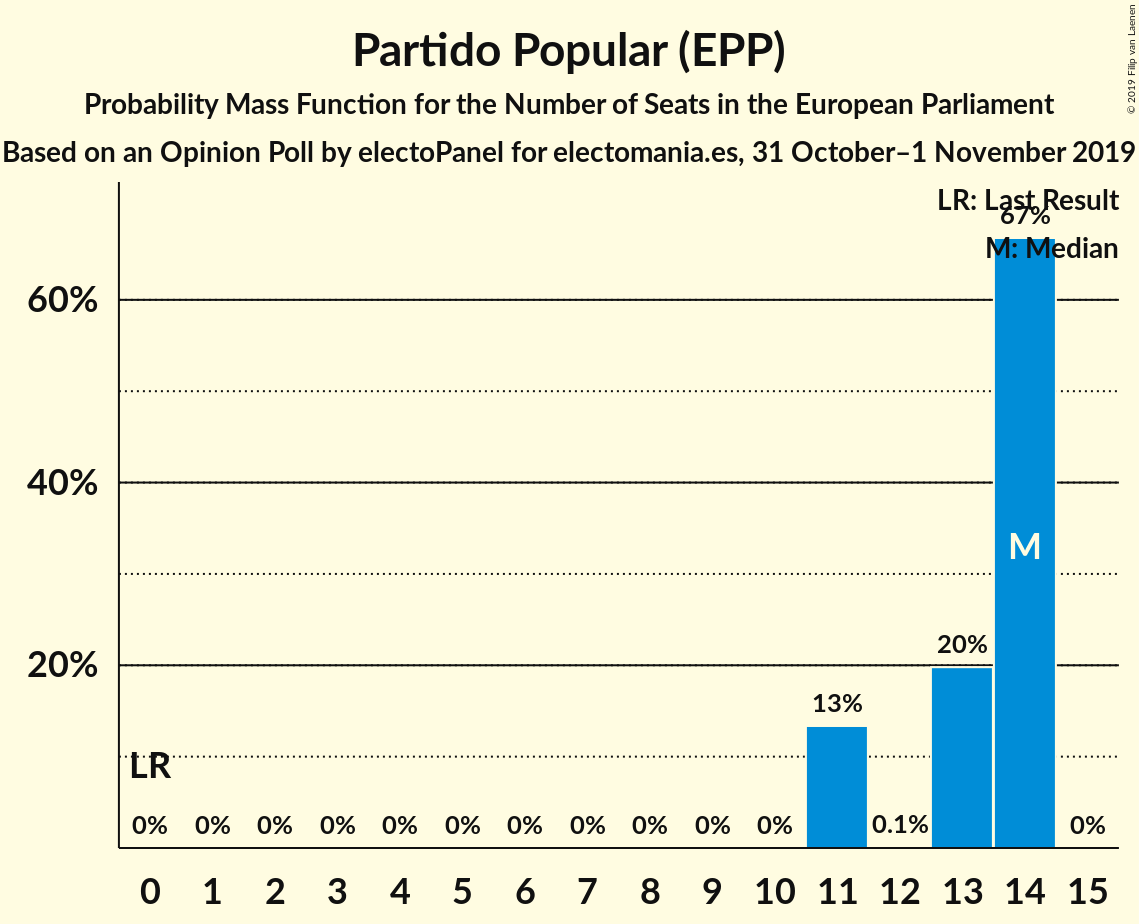 Partido Popular (EPP)
Probability Mass Function for the Number of Seats in the European Parliament
Based on an Opinion Poll by electoPanel for electomania.es, 31 October–1 November 2019
© 2019 Filip van Laenen
LR: Last Result
67%
M: Median
60%
40%
M
20%
20%
13%
LR
0% 0% 0% 0% 0% 0% 0% 0% 0% 0% 0% 0.1% 0%
0 1 2 3 4 5 6 7 8 9 10 11 12 13 14 15